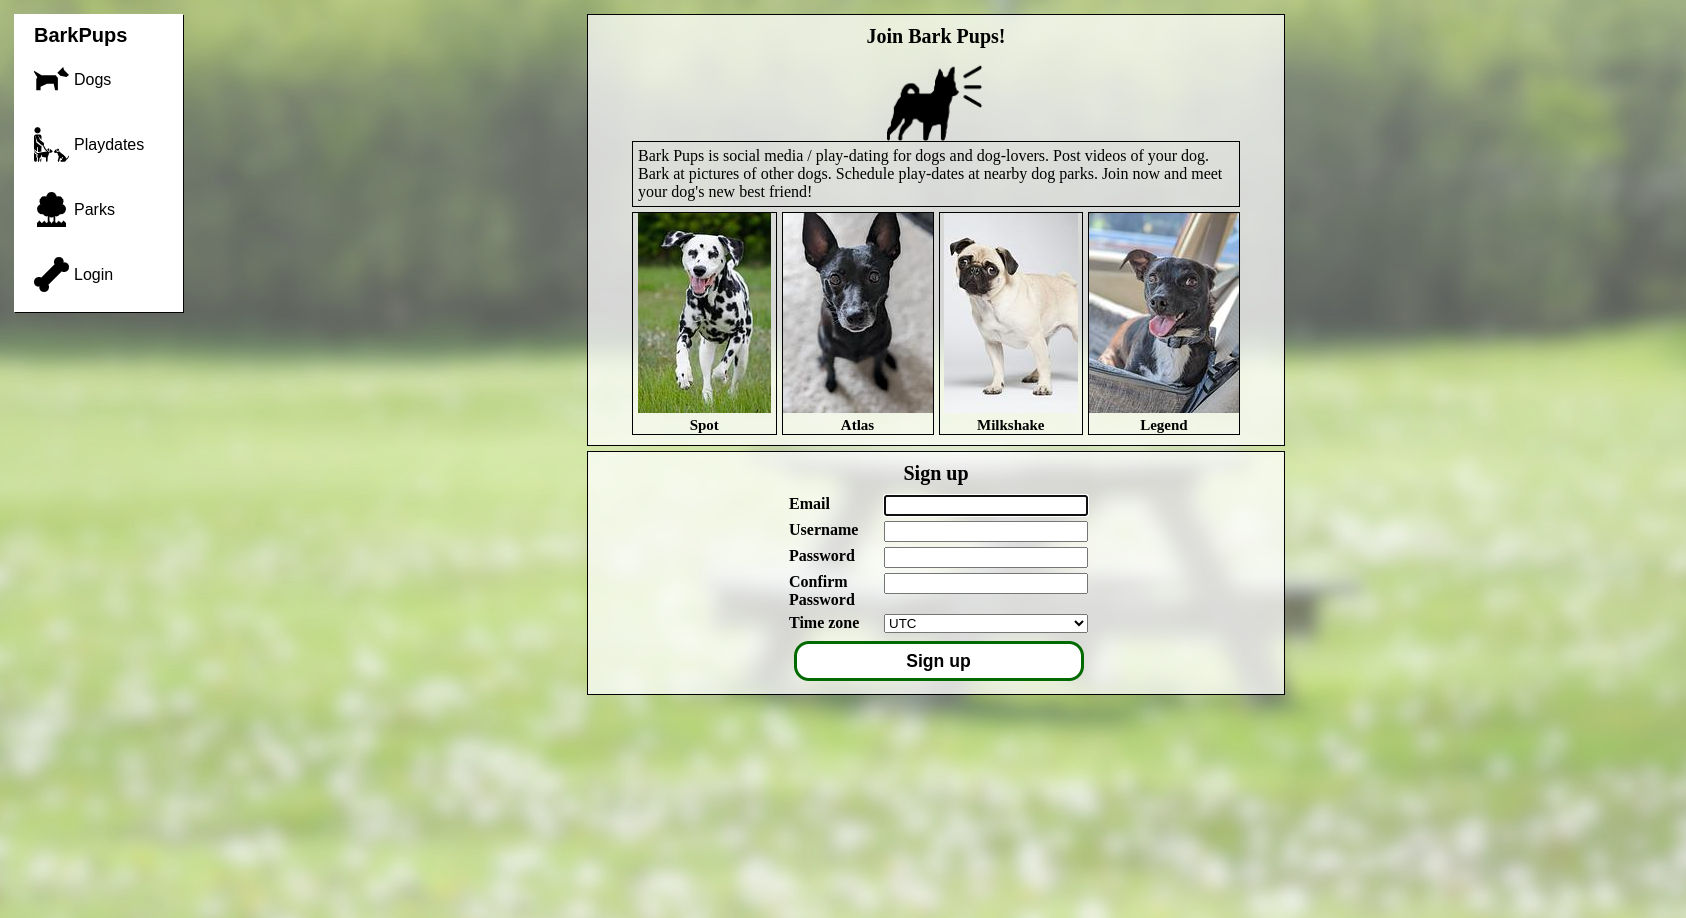 BarkPups
Dogs
Playdates
Parks
Login
Join Bark Pups!
Bark Pups is social media / play-dating for dogs and dog-lovers. Post videos of your dog.
Bark at pictures of other dogs. Schedule play-dates at nearby dog parks. Join now and meet
your dog's new best friend!
Spot
Atlas
Milkshake
Legend
Sign up
Email
Username
Password
Confirm
Password
Time zone
UTC
Sign up